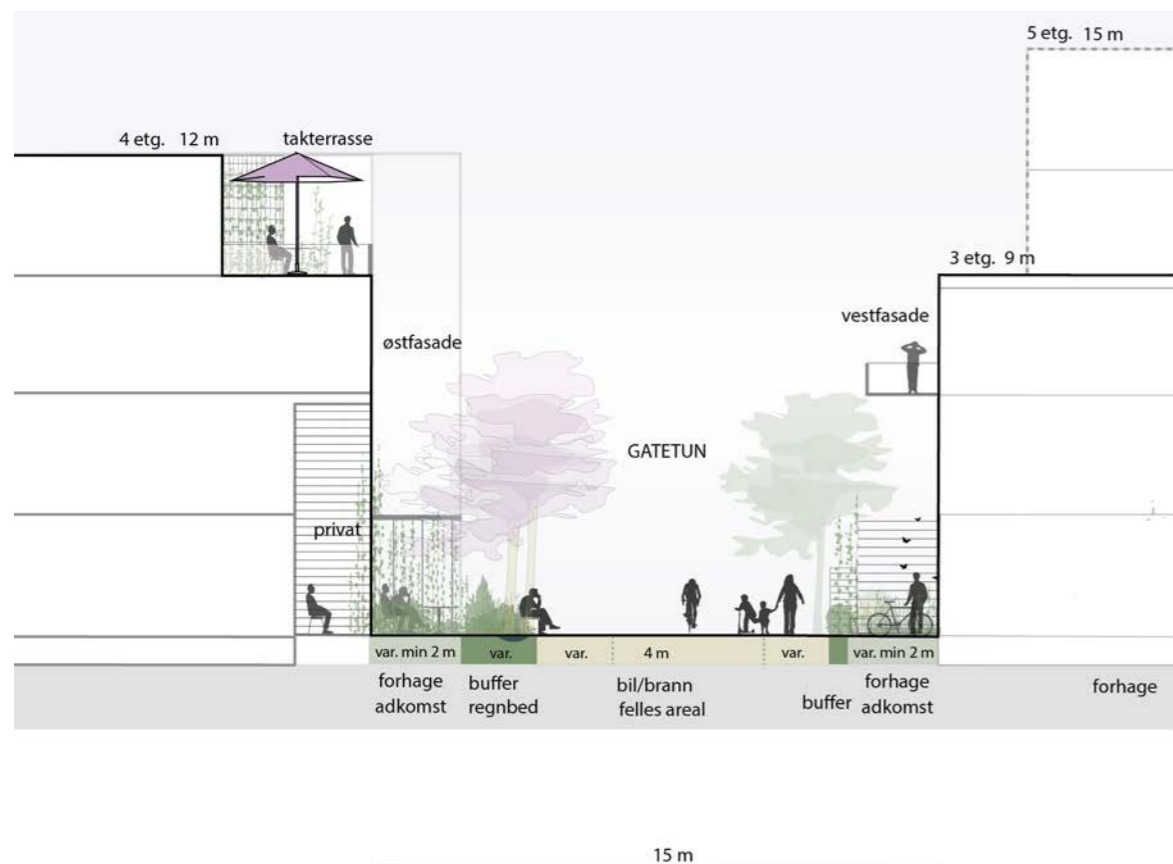 5 etg. 15 m
4 etg. 12 m
takterrasse
3 etg. 9 m
vestfasade
østfasade
GATETUN
privat
var. min 2 m
var.
var.
4 m
var.
var. min 2 m
forhage
adkomst
buffer
regnbed
bil/brann
felles areal
buffer
forhage
adkomst
forhage
15 m